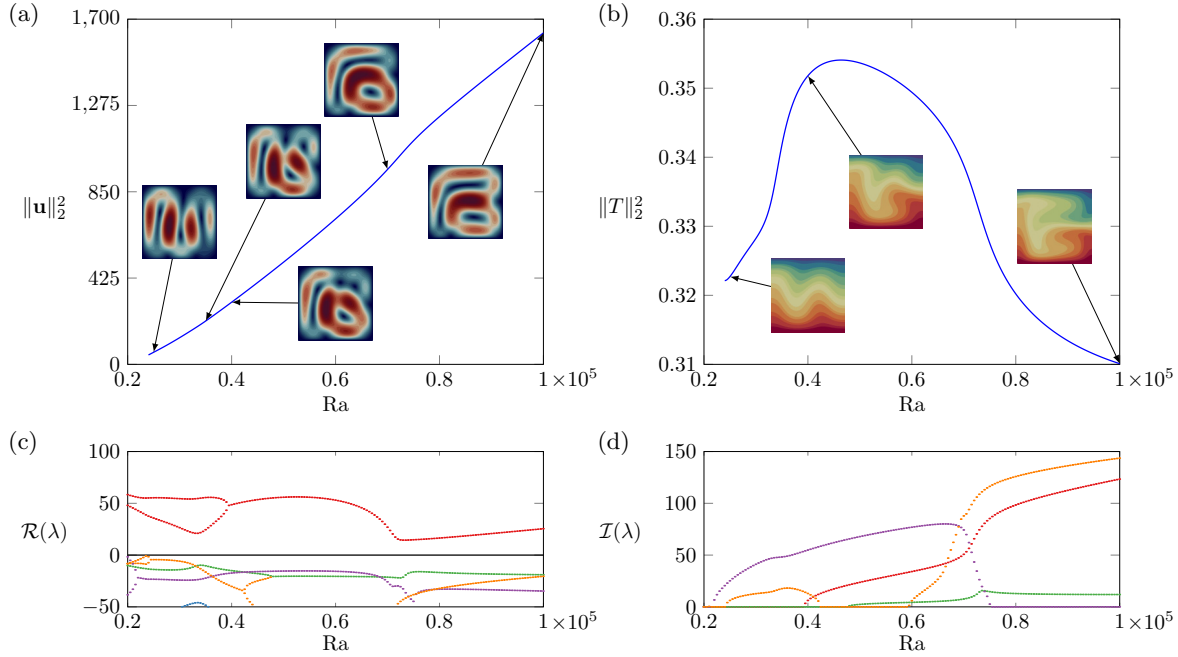 (a)
1,700
1,275
850
425
0
‖u‖₂²
0.2 0.4 0.6 0.8 1 ×10⁵
Ra
(b)
0.36
0.35
0.34
0.33
0.32
0.31
‖T‖₂²
0.2 0.4 0.6 0.8 1 ×10⁵
Ra
(c)
100
50
0
−50
R(λ)
0.2 0.4 0.6 0.8 1 ×10⁵
Ra
(d)
150
100
50
0
I(λ)
0.2 0.4 0.6 0.8 1 ×10⁵
Ra